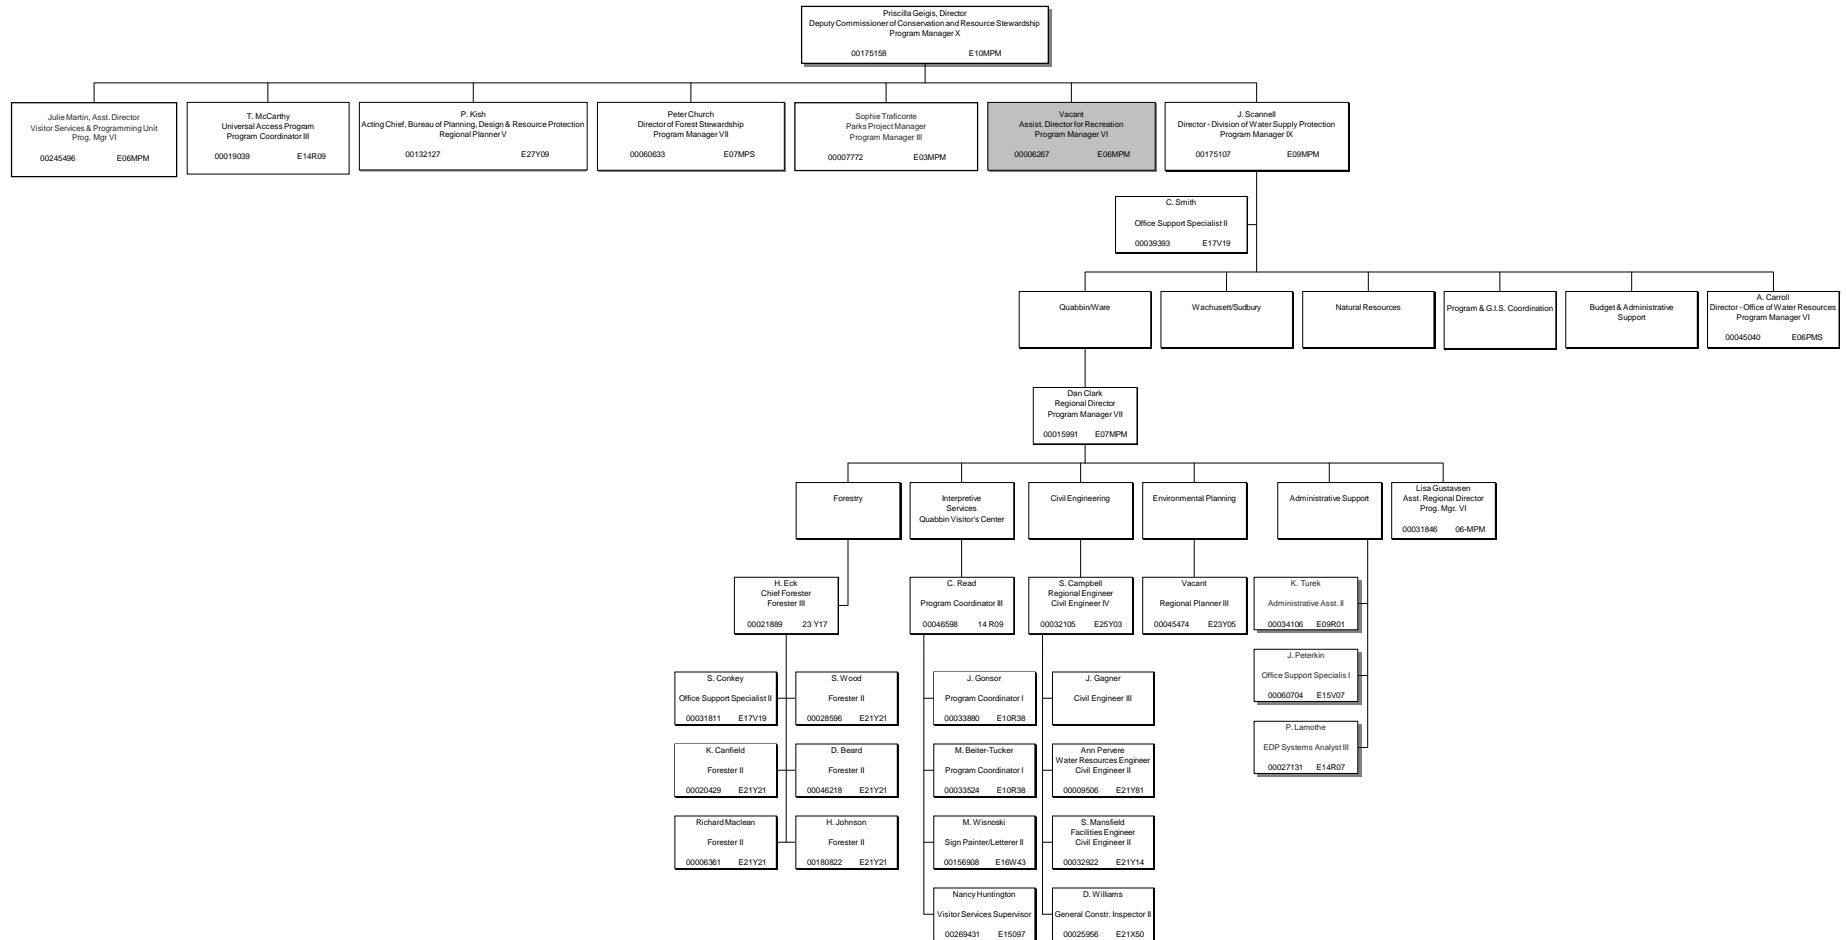 Priscilla Geigis, Director
Deputy Commissioner of Conservation and Resource Stewardship
Program Manager X
00175158 E10MPM
Julie Martin, Asst. Director
Visitor Services & Programming Unit
Prog. Mgr VI
00245496 E06MPM
T. McCarthy
Universal Access Program
Program Coordinator III
00019039 E14R09
P. Kish
Acting Chief, Bureau of Planning, Design & Resource Protection
Regional Planner V
00132127 E27Y09
Peter Church
Director of Forest Stewardship
Program Manager VII
00060633 E07MPS
Sophie Traficonte
Parks Project Manager
Program Manager III
00007772 E03MPM
Vacant
Assist. Director for Recreation
Program Manager VI
00006267 E06MPM
J. Scannell
Director - Division of Water Supply Protection
Program Manager IX
00175107 E09MPM
C. Smith
Office Support Specialist II
00039393 E17V19
Quabbin/Ware
Wachusett/Sudbury
Natural Resources
Program & G.I.S. Coordination
Budget & Administrative
Support
A. Carroll
Director - Office of Water Resources
Program Manager VI
00045040 E06PMS
Dan Clark
Regional Director
Program Manager VII
00015991 E07MPM
Forestry
Interpretive
Services
Quabbin Visitor's Center
Civil Engineering
Environmental Planning
Administrative Support
Lisa Gustavsen
Asst. Regional Director
Prog. Mgr. VI
00031846 06-MPM
H. Eck
Chief Forester
Forester III
00021889 23 Y17
C. Read
Program Coordinator III
00046598 14 R09
S. Campbell
Regional Engineer
Civil Engineer IV
00032105 E25Y03
Vacant
Regional Planner III
00045474 E23Y05
K. Turek
Administrative Asst. II
00034106 E09R01
J. Peterkin
Office Support Specialis I
00060704 E15V07
P. Lamothe
EDP Systems Analyst III
00027131 E14R07
S. Conkey
Office Support Specialist II
00031811 E17V19
S. Wood
Forester II
00028596 E21Y21
K. Canfield
Forester II
00020429 E21Y21
D. Beard
Forester II
00046218 E21Y21
Richard Maclean
Forester II
00006361 E21Y21
H. Johnson
Forester II
00180822 E21Y21
J. Gonsor
Program Coordinator I
00033880 E10R38
M. Beiter-Tucker
Program Coordinator I
00033524 E10R38
M. Wisnoski
Sign Painter/Letterer II
00156908 E16W43
Nancy Huntington
Visitor Services Supervisor
00269431 E15097
J. Gagner
Civil Engineer III
Ann Pervere
Water Resources Engineer
Civil Engineer II
00009506 E21Y81
S. Mansfield
Facilities Engineer
Civil Engineer II
00032922 E21Y14
D. Williams
General Constr. Inspector II
00025956 E21X50